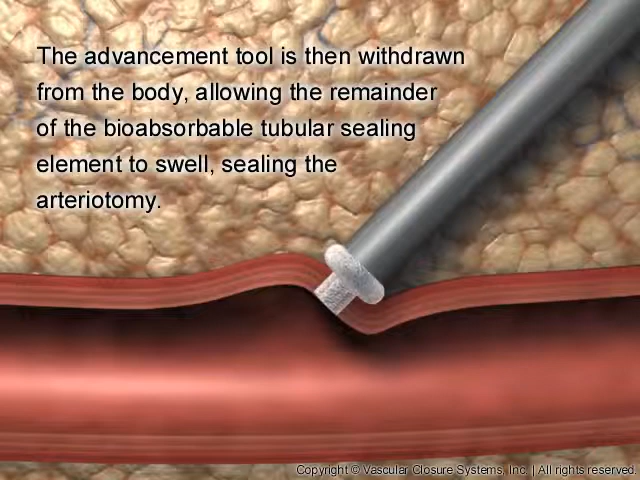 The advancement tool is then withdrawn
from the body, allowing the remainder
of the bioabsorbable tubular sealing
element to swell, sealing the
arteriotomy.
Copyright © Vascular Closure Systems, Inc. | All rights reserved.